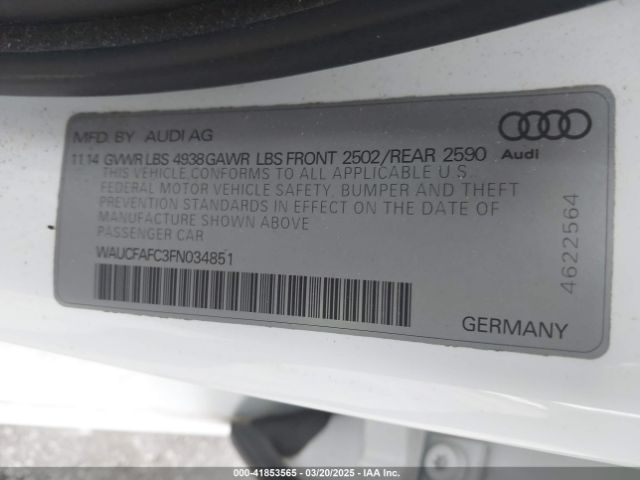 MFD. BY AUDI AG
11.14 GVWR LBS 4938 GAWR LBS FRONT 2502/REAR 2590
THIS VEHICLE CONFORMS TO ALL APPLICABLE U.S.
FEDERAL MOTOR VEHICLE SAFETY, BUMPER AND THEFT
PREVENTION STANDARDS IN EFFECT ON THE DATE OF
MANUFACTURE SHOWN ABOVE
PASSENGER CAR
WAUCFAFC3FN034851
GERMANY
Audi
4622564
000-41853565 — 03/20/2025 — IAA Inc.